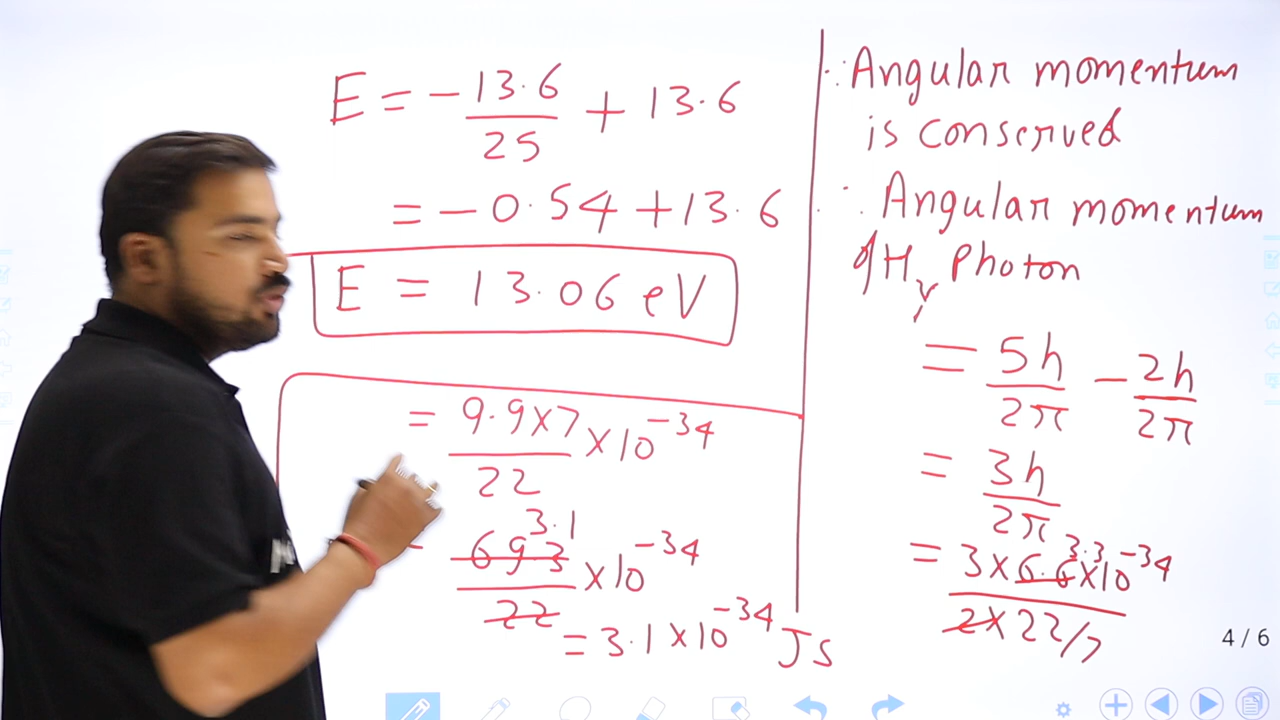 E = -13.6/25 + 13.6
= -0.54 + 13.6
E = 13.06 eV
= 9.9×7/22 ×10^-34
= 693/22 ×10^-34
3.1
= 3.1 ×10^-34 Js
∵ Angular momentum
is conserved
∴ Angular momentum
of Hγ Photon
= 5h/2π - 2h/2π
= 3h/2π
3.3
= 3×6.6×10^-34/2×22/7
4 / 6